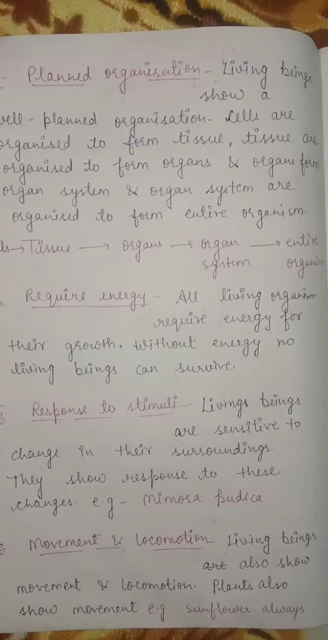 - Planned organisation - Living beings
show a
well - planned organisation. Cells are
organised to form tissue, tissue are
organised to form organs & organs form
organ system & organ system are
organised to form entire organism.
→ Tissue → organs → organ system → entire
Require energy - All living organism
require energy for
their growth. Without energy no
living beings can survive.
Response to stimuli - Livings beings
are sensitive to
change in their surroundings.
They show response to these
changes. e.g - Mimosa pudica
Movement & locomotion Living beings
also show
movement & locomotion. Plants also
show movement e.g sunflower always